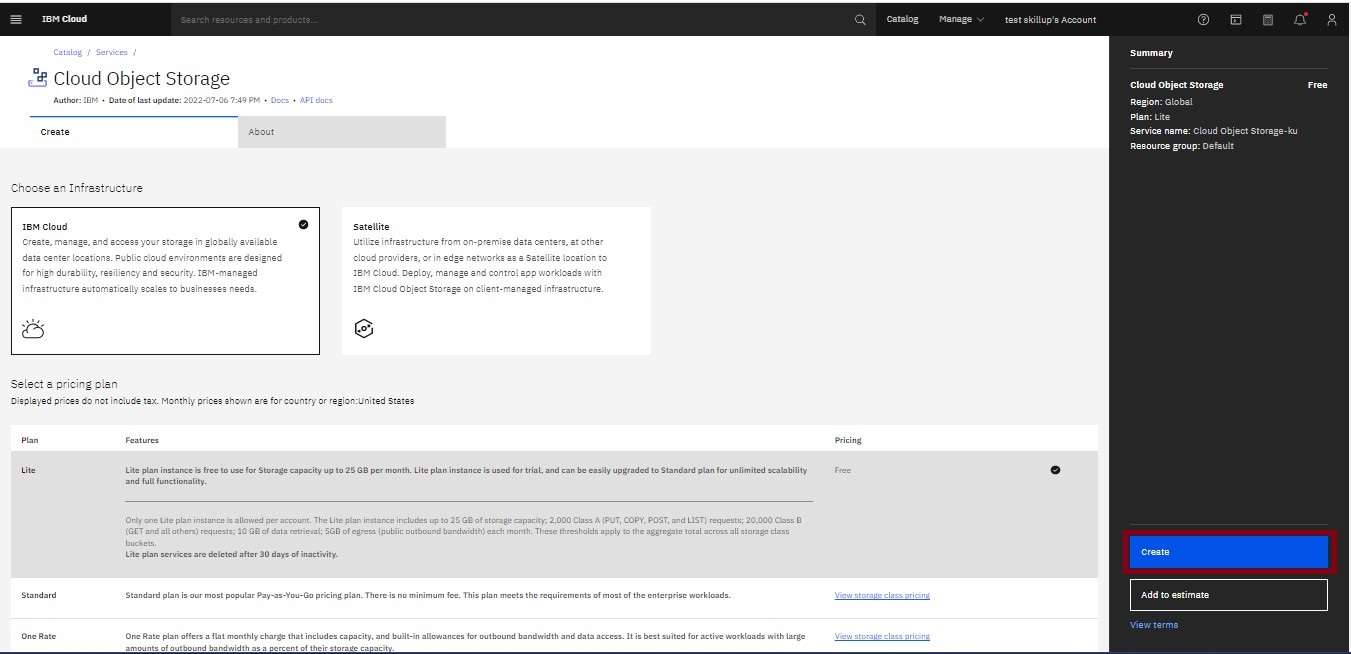 IBM Cloud
Search resources and products...
Catalog
Manage
test skillup's Account
Catalog / Services /
Cloud Object Storage
Author: IBM • Date of last update: 2022-07-06 7:49 PM • Docs • API docs
Create
About
Choose an Infrastructure
IBM Cloud
Create, manage, and access your storage in globally available
data center locations. Public cloud environments are designed
for high durability, resiliency and security. IBM-managed
infrastructure automatically scales to businesses needs.
Satellite
Utilize infrastructure from on-premise data centers, at other
cloud providers, or in edge networks as a Satellite location to
IBM Cloud. Deploy, manage and control app workloads with
IBM Cloud Object Storage on client-managed infrastructure.
Select a pricing plan
Displayed prices do not include tax. Monthly prices shown are for country or region:United States
Plan
Features
Pricing
Lite
Lite plan instance is free to use for Storage capacity up to 25 GB per month. Lite plan instance is used for trial, and can be easily upgraded to Standard plan for unlimited scalability
and full functionality.
Free
Only one Lite plan instance is allowed per account. The Lite plan instance includes up to 25 GB of storage capacity; 2,000 Class A (PUT, COPY, POST, and LIST) requests; 20,000 Class B
(GET and all others) requests; 10 GB of data retrieval; 5GB of egress (public outbound bandwidth) each month. These thresholds apply to the aggregate total across all storage class
buckets.
Lite plan services are deleted after 30 days of inactivity.
Standard
Standard plan is our most popular Pay-as-You-Go pricing plan. There is no minimum fee. This plan meets the requirements of most of the enterprise workloads.
View storage class pricing
One Rate
One Rate plan offers a flat monthly charge that includes capacity, and built-in allowances for outbound bandwidth and data access. It is best suited for active workloads with large
amounts of outbound bandwidth as a percent of their storage capacity.
View storage class pricing
Summary
Cloud Object Storage
Free
Region: Global
Plan: Lite
Service name: Cloud Object Storage-ku
Resource group: Default
Create
Add to estimate
View terms